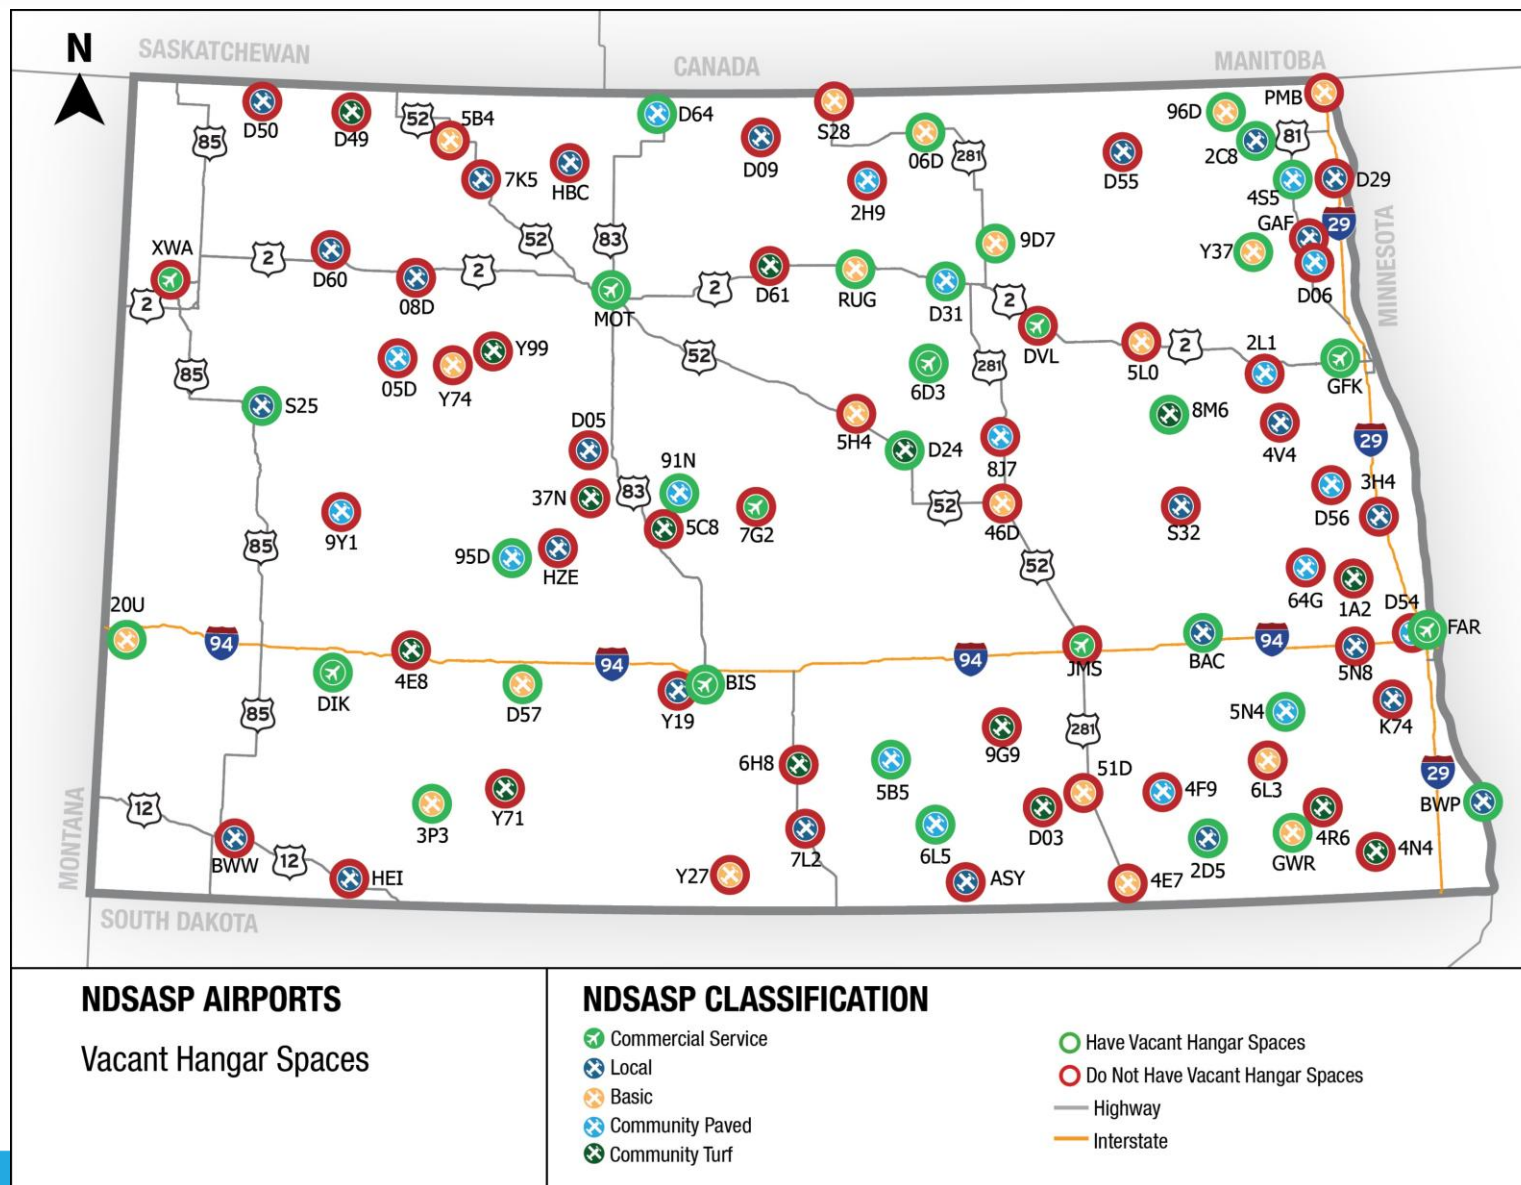 N
SASKATCHEWAN
CANADA
MANITOBA
PMB
96D
D50
D49
52
5B4
D64
S28
06D
281
81
2C8
85
7K5
HBC
D09
2H9
D55
4S5
D29
29
GAF
MINNESOTA
XWA
2
D60
2
08D
52
83
MOT
2
D61
RUG
9D7
D31
2
DVL
Y37
D06
2
85
S25
05D
Y74
Y99
52
6D3
281
5L0
2
2L1
GFK
8M6
D05
5H4
D24
8J7
4V4
29
37N
83
91N
5C8
7G2
52
46D
S32
D56
3H4
9Y1
85
95D
HZE
52
64G
1A2
D54
FAR
20U
94
4E8
94
94
JMS
BAC
94
5N8
DIK
D57
Y19
BIS
5N4
K74
85
9G9
281
6H8
5B5
51D
4F9
6L3
29
BWP
MONTANA
12
3P3
Y71
7L2
6L5
D03
2D5
GWR
4R6
4N4
BWW
12
HEI
Y27
ASY
4E7
SOUTH DAKOTA
NDSASP AIRPORTS
Vacant Hangar Spaces
NDSASP CLASSIFICATION
Commercial Service
Local
Basic
Community Paved
Community Turf
Have Vacant Hangar Spaces
Do Not Have Vacant Hangar Spaces
Highway
Interstate